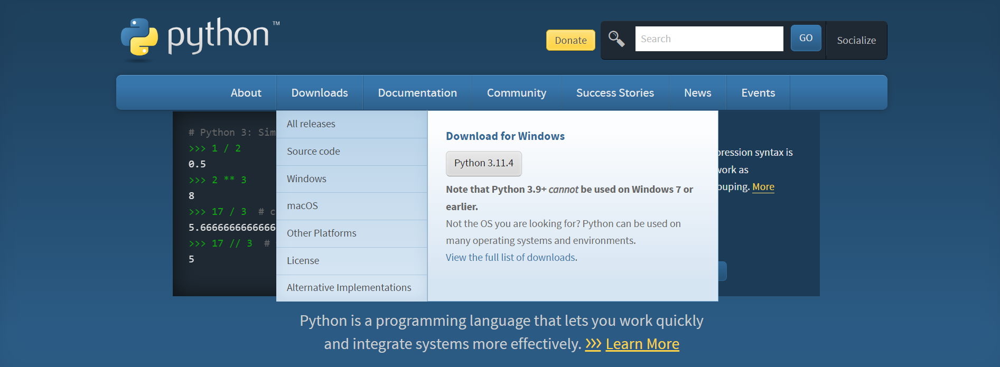 python™
Donate
Search
GO
Socialize
About
Downloads
Documentation
Community
Success Stories
News
Events
# Python 3: Sim
>>> 1 / 2
0.5
>>> 2 ** 3
8
>>> 17 / 3 # c
5.6666666666666
>>> 17 // 3 #
5
All releases
Source code
Windows
macOS
Other Platforms
License
Alternative Implementations
Download for Windows
Python 3.11.4
Note that Python 3.9+ cannot be used on Windows 7 or
earlier.
Not the OS you are looking for? Python can be used on
many operating systems and environments.
View the full list of downloads.
pression syntax is
work as
ouping. More
Python is a programming language that lets you work quickly
and integrate systems more effectively. >>> Learn More